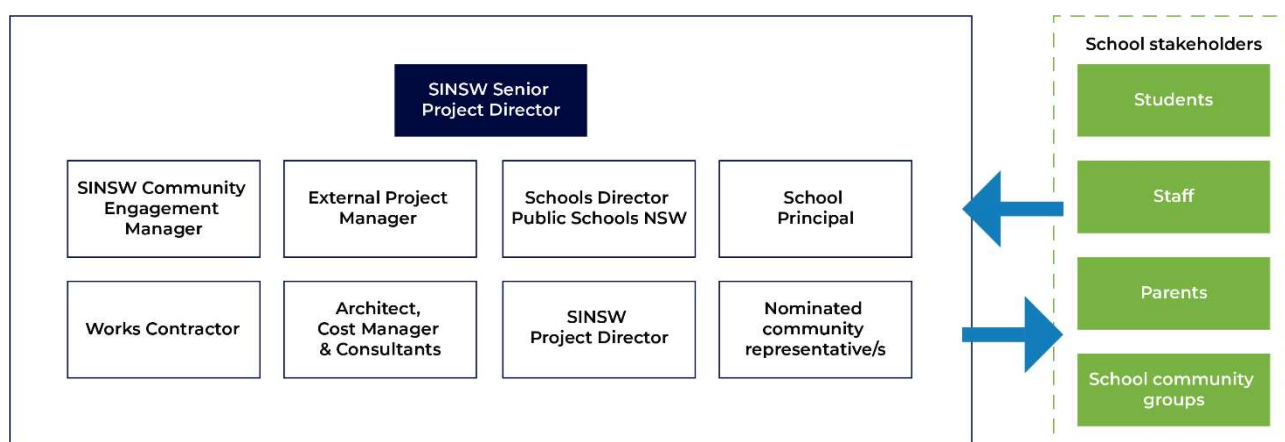 SINSW Senior
Project Director
SINSW Community
Engagement
Manager
External Project
Manager
Schools Director
Public Schools NSW
School
Principal
Works Contractor
Architect,
Cost Manager
& Consultants
SINSW
Project Director
Nominated
community
representative/s
School stakeholders
Students
Staff
Parents
School community
groups